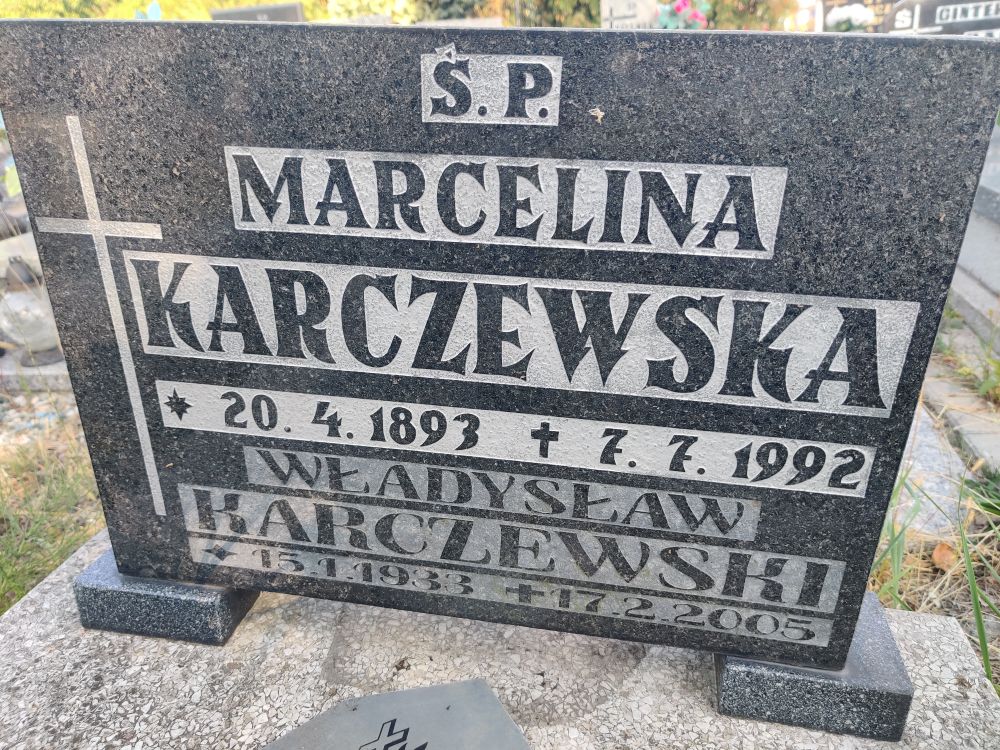 Ś. P.
MARCELINA
KARCZEWSKA
20. 4. 1893 7. 7. 1992
WŁADYSŁAW
KARCZEWSKI
15.1.1933 17.2.2005